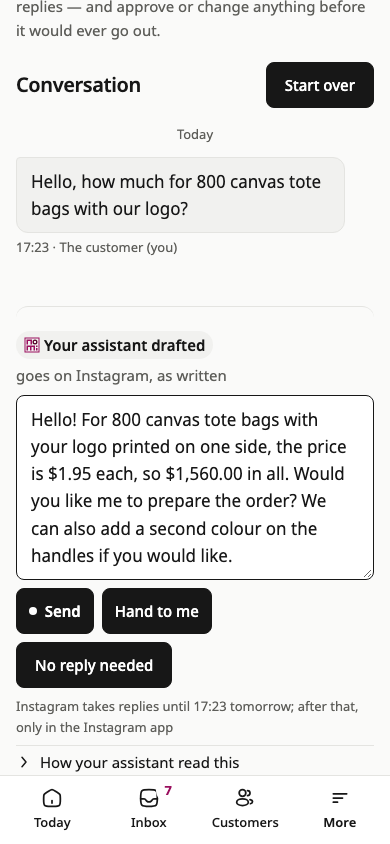 replies — and approve or change anything before
it would ever go out.
Conversation
Start over
Today
Hello, how much for 800 canvas tote
bags with our logo?
17:23 · The customer (you)
Your assistant drafted
goes on Instagram, as written
Hello! For 800 canvas tote bags with
your logo printed on one side, the price
is $1.95 each, so $1,560.00 in all. Would
you like me to prepare the order? We
can also add a second colour on the
handles if you would like.
Send
Hand to me
No reply needed
Instagram takes replies until 17:23 tomorrow; after that,
only in the Instagram app
How your assistant read this
7
Today
Inbox
Customers
More